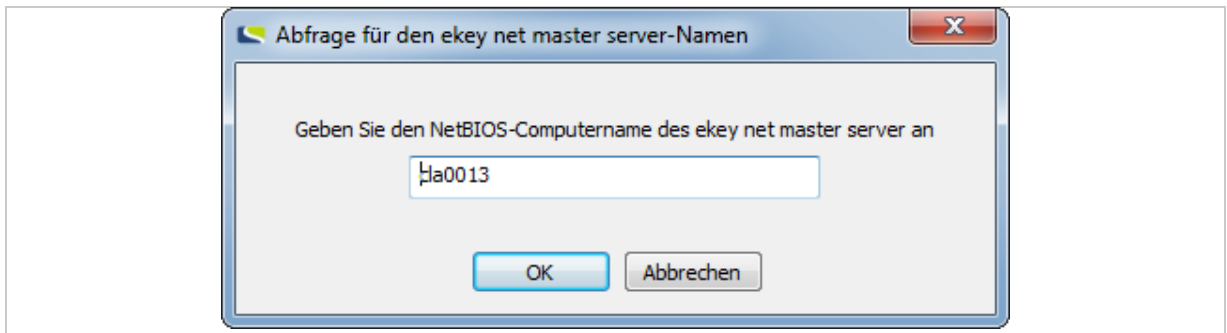 Abfrage für den ekey net master server-Namen
Geben Sie den NetBIOS-Computername des ekey net master server an
OK
Abbrechen